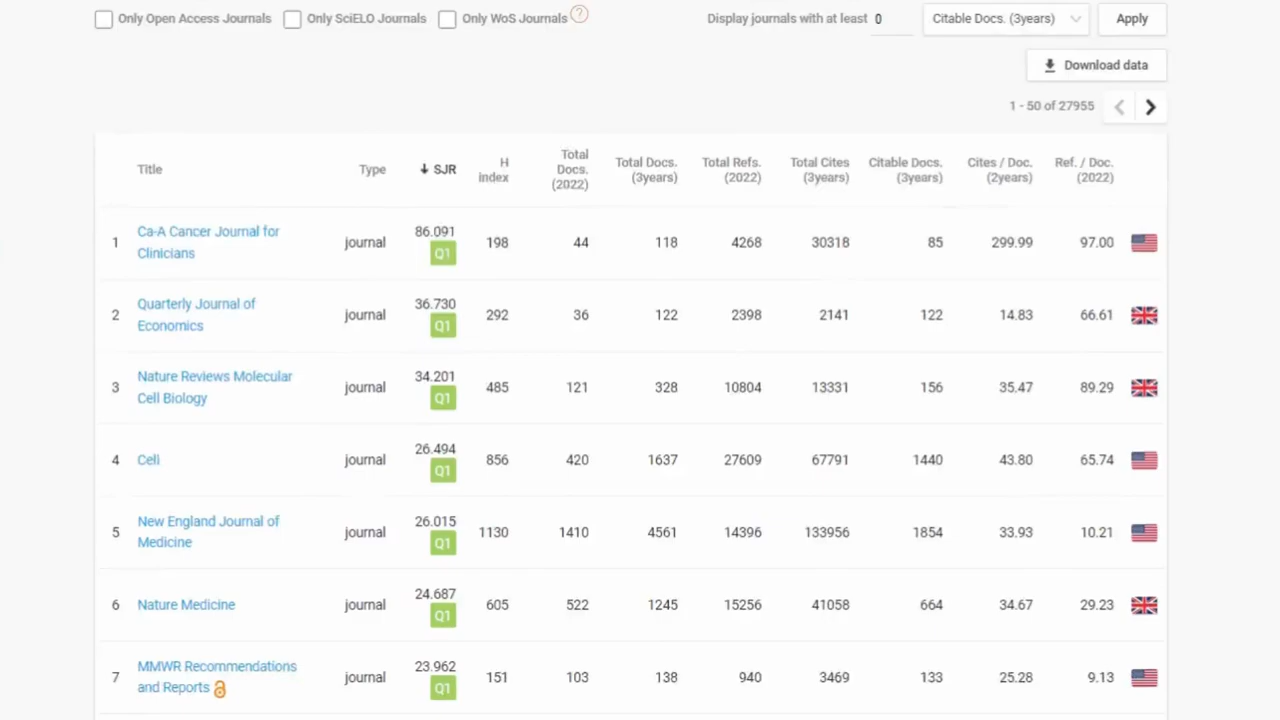 Only Open Access Journals Only SciELO Journals Only WoS Journals ? Display journals with at least 0 Citable Docs. (3years) Apply
Download data
1 - 50 of 27955
Title Type SJR H index Total Docs. (2022) Total Docs. (3years) Total Refs. (2022) Total Cites (3years) Citable Docs. (3years) Cites / Doc. (2years) Ref. / Doc. (2022)
1 Ca-A Cancer Journal for Clinicians journal 86.091 Q1 198 44 118 4268 30318 85 299.99 97.00
2 Quarterly Journal of Economics journal 36.730 Q1 292 36 122 2398 2141 122 14.83 66.61
3 Nature Reviews Molecular Cell Biology journal 34.201 Q1 485 121 328 10804 13331 156 35.47 89.29
4 Cell journal 26.494 Q1 856 420 1637 27609 67791 1440 43.80 65.74
5 New England Journal of Medicine journal 26.015 Q1 1130 1410 4561 14396 133956 1854 33.93 10.21
6 Nature Medicine journal 24.687 Q1 605 522 1245 15256 41058 664 34.67 29.23
7 MMWR Recommendations and Reports journal 23.962 Q1 151 103 138 940 3469 133 25.28 9.13